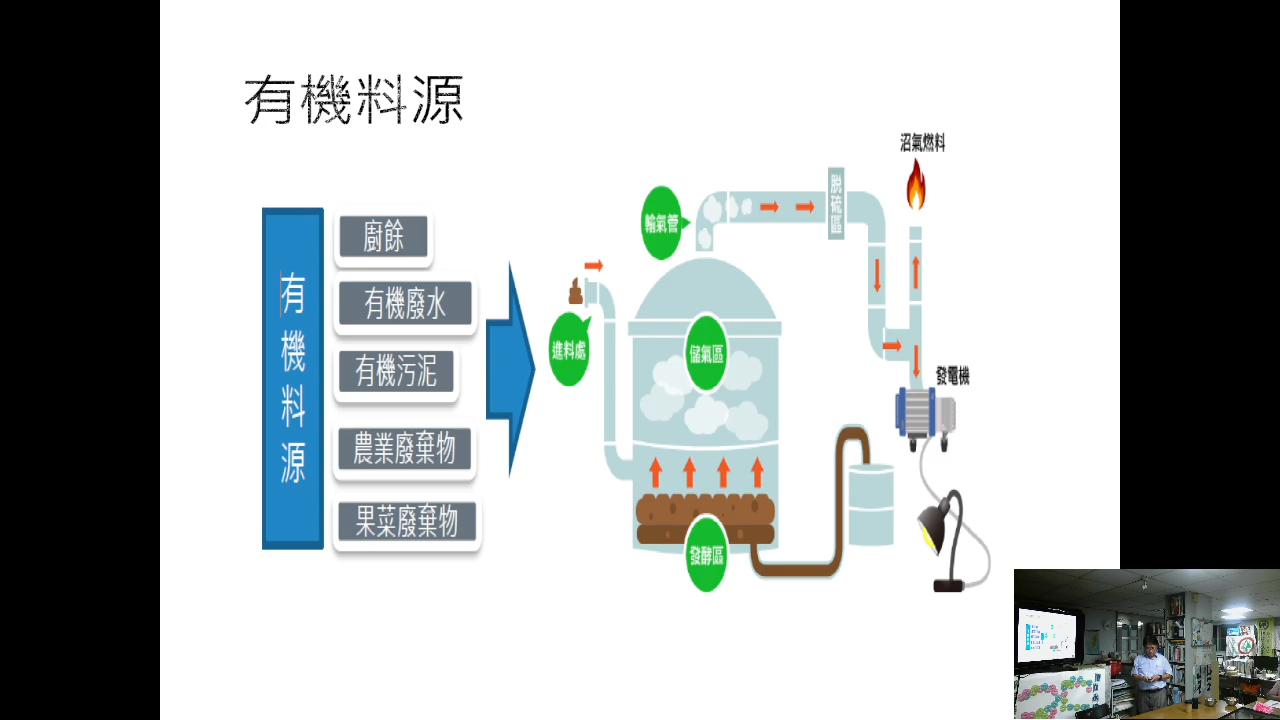 有機料源
有機料源
廚餘
有機廢水
有機污泥
農業廢棄物
果菜廢棄物
進料處
輸氣管
脫硫區
沼氣燃料
儲氣區
發電機
發酵區